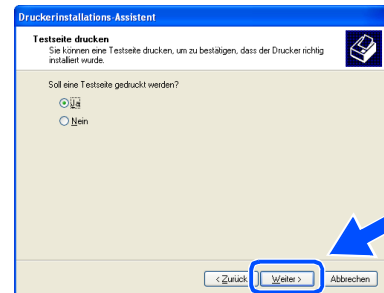 Druckerinstallations-Assistent
Testseite drucken
Sie können eine Testseite drucken, um zu bestätigen, dass der Drucker richtig
installiert wurde.
Soll eine Testseite gedruckt werden?
Ja
Nein
< Zurück
Weiter >
Abbrechen